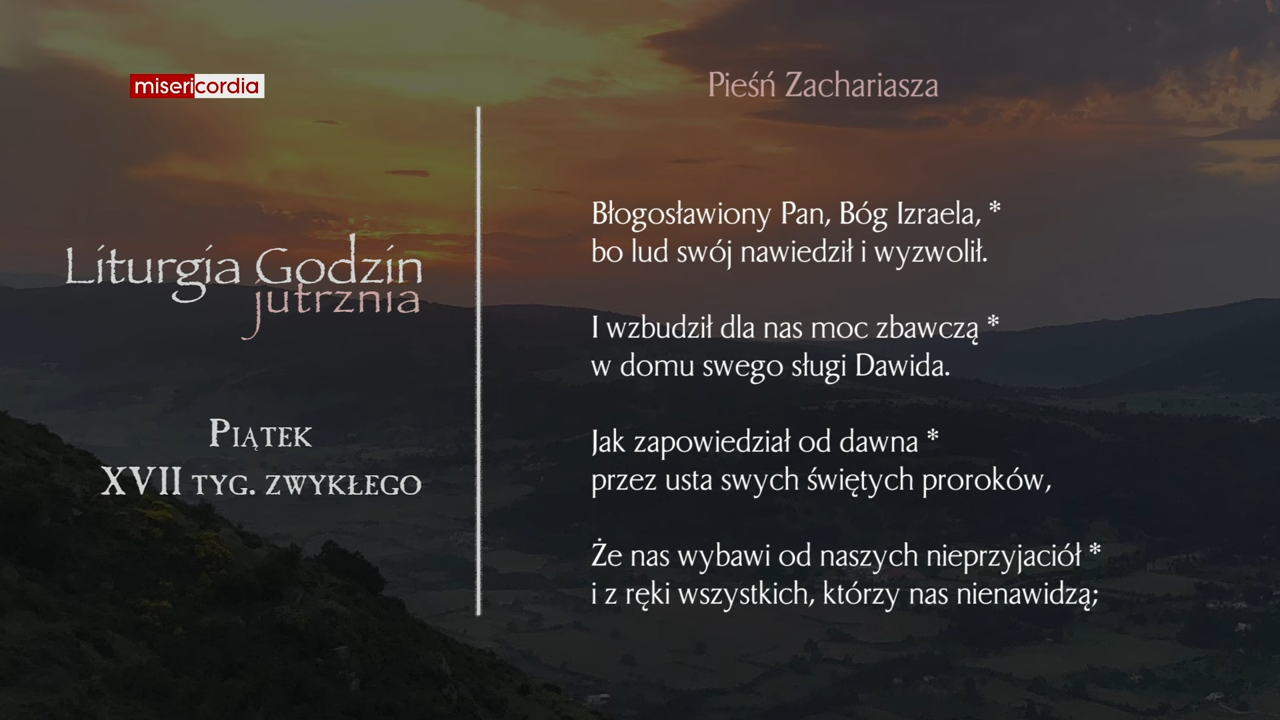 misericordia
Liturgia Godzin
jutrznia
Piątek
XVII tyg. zwykłego
Pieśń Zachariasza
Błogosławiony Pan, Bóg Izraela, *
bo lud swój nawiedził i wyzwolił.
I wzbudził dla nas moc zbawczą *
w domu swego sługi Dawida.
Jak zapowiedział od dawna *
przez usta swych świętych proroków,
Że nas wybawi od naszych nieprzyjaciół *
i z ręki wszystkich, którzy nas nienawidzą;